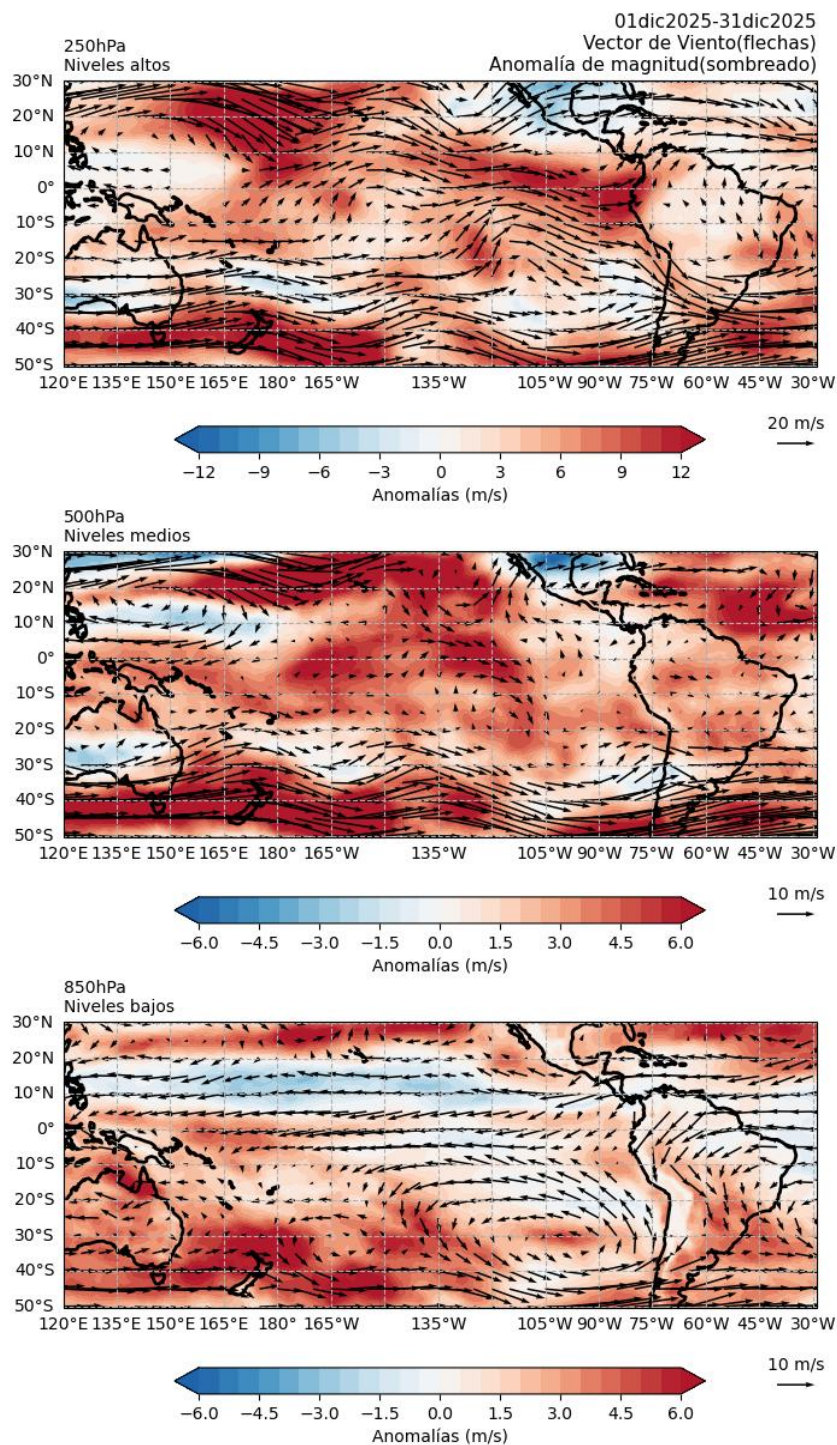 01dic2025-31dic2025
Vector de Viento(flechas)
Anomalía de magnitud(sombreado)
250hPa
Niveles altos
30°N
20°N
10°N
0°
10°S
20°S
30°S
40°S
50°S
120°E 135°E 150°E 165°E 180° 165°W 135°W 105°W 90°W 75°W 60°W 45°W 30°W
20 m/s
−12 −9 −6 −3 0 3 6 9 12
Anomalías (m/s)
500hPa
Niveles medios
30°N
20°N
10°N
0°
10°S
20°S
30°S
40°S
50°S
120°E 135°E 150°E 165°E 180° 165°W 135°W 105°W 90°W 75°W 60°W 45°W 30°W
10 m/s
−6.0 −4.5 −3.0 −1.5 0.0 1.5 3.0 4.5 6.0
Anomalías (m/s)
850hPa
Niveles bajos
30°N
20°N
10°N
0°
10°S
20°S
30°S
40°S
50°S
120°E 135°E 150°E 165°E 180° 165°W 135°W 105°W 90°W 75°W 60°W 45°W 30°W
10 m/s
−6.0 −4.5 −3.0 −1.5 0.0 1.5 3.0 4.5 6.0
Anomalías (m/s)